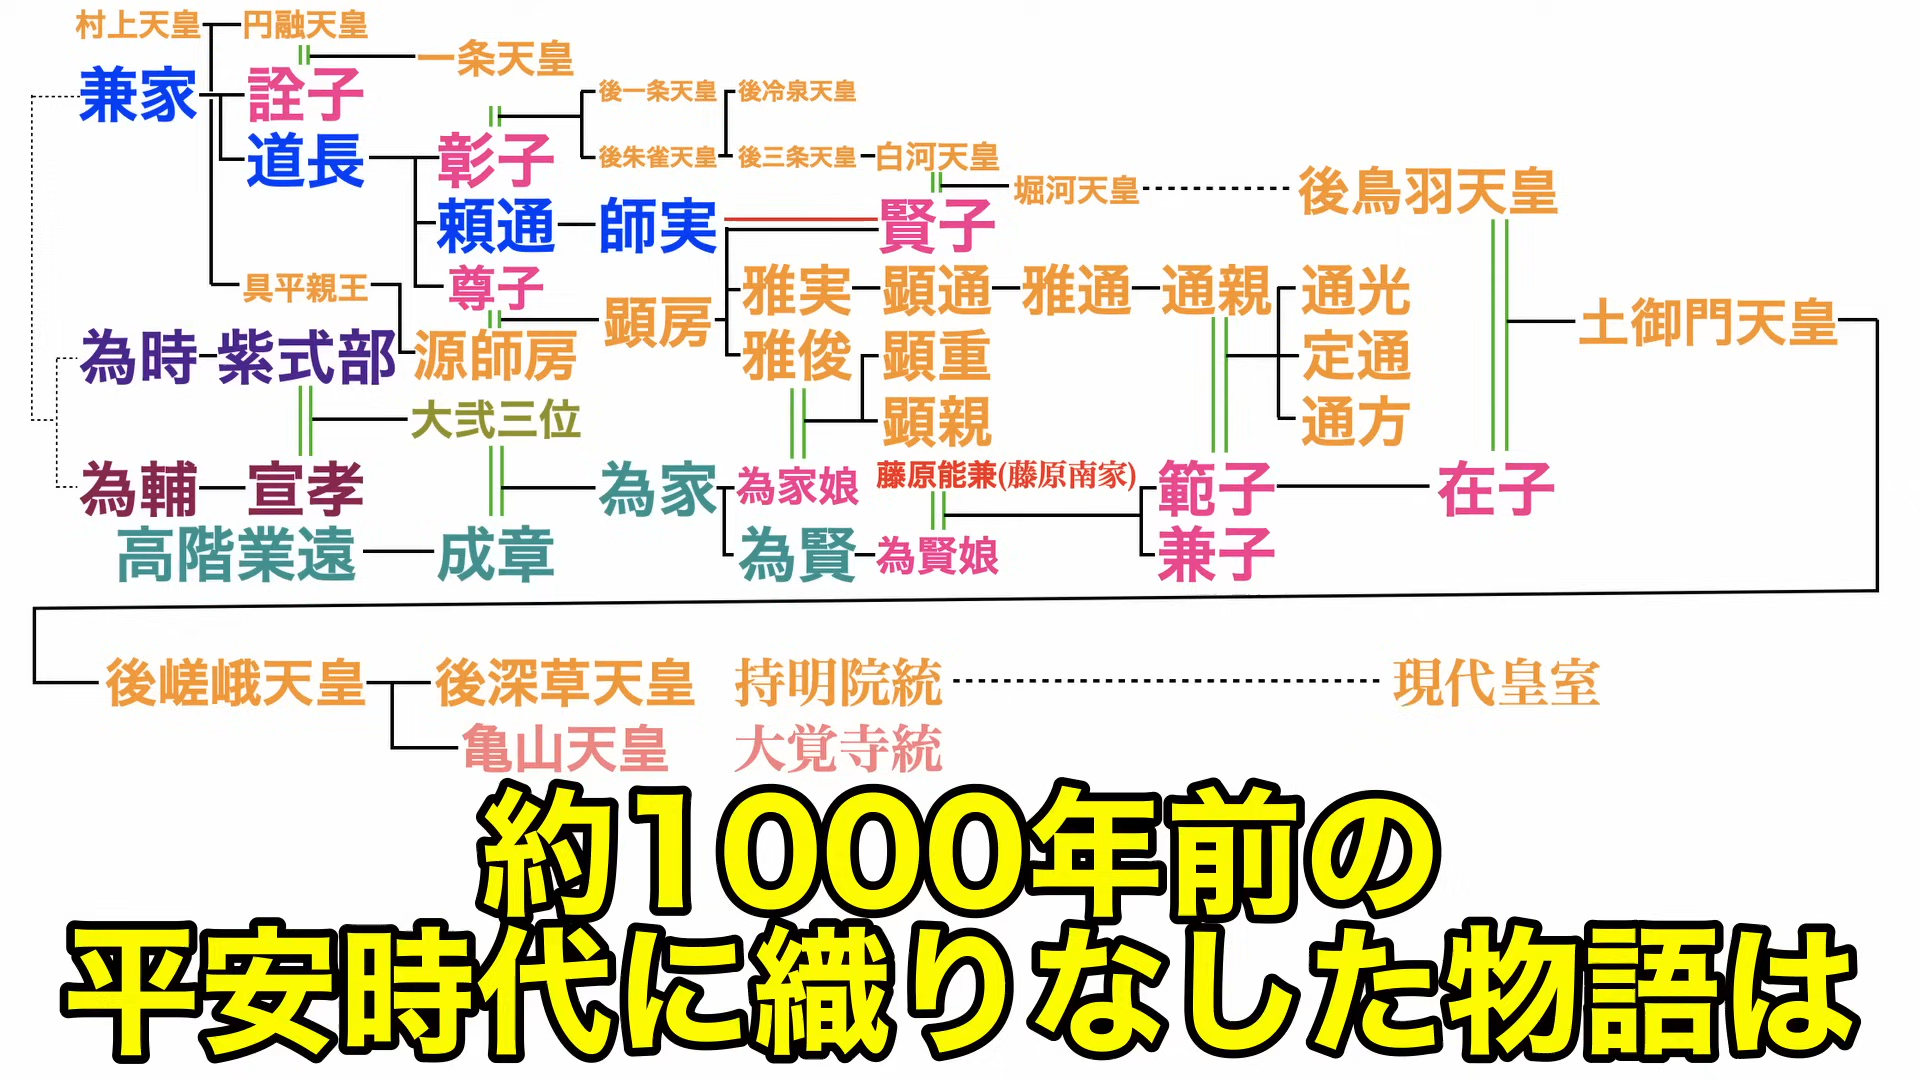 村上天皇 円融天皇
一条天皇
兼家 詮子 後一条天皇 後冷泉天皇
道長 彰子 後朱雀天皇 後三条天皇 白河天皇
堀河天皇 後鳥羽天皇
頼通 師実 賢子
具平親王 尊子 雅実 顕通 雅通 通親 通光
顕房 土御門天皇
為時 紫式部 源師房 雅俊 顕重 定通
大弐三位 顕親 通方
為輔 宣孝 為家 為家娘 藤原能兼(藤原南家) 範子 在子
高階業遠 成章 為賢 為賢娘 兼子
後嵯峨天皇 後深草天皇 持明院統 現代皇室
亀山天皇 大覚寺統
約1000年前の
平安時代に織りなした物語は